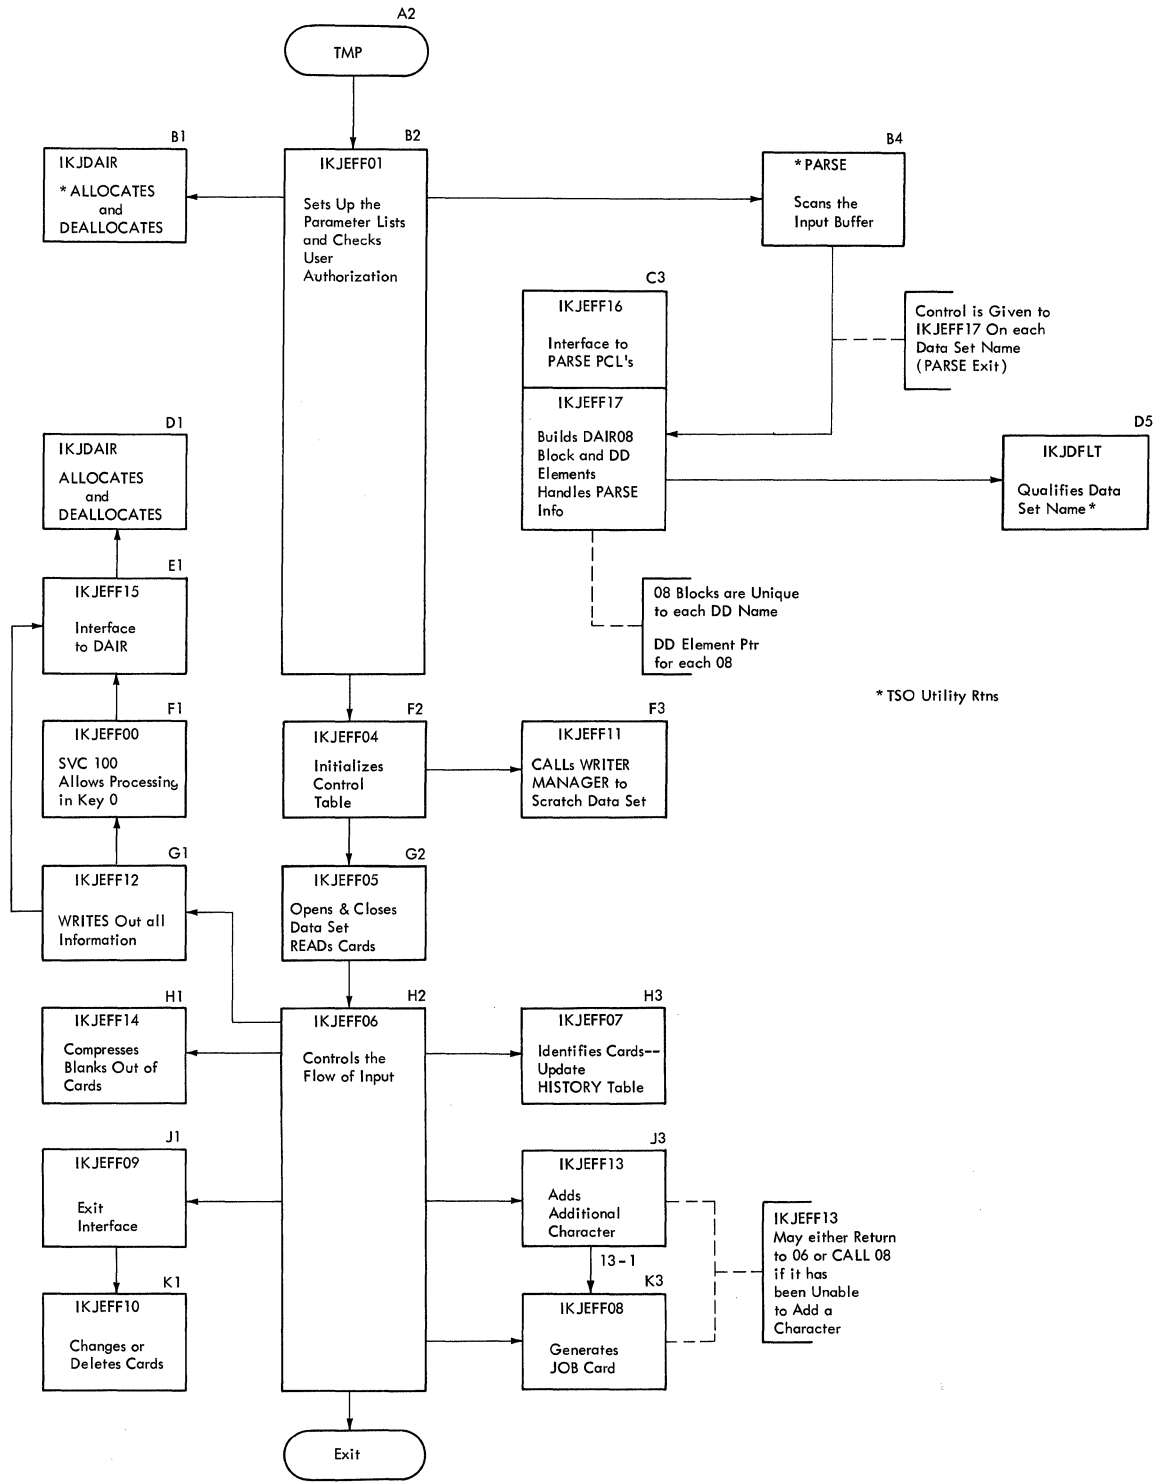 A2
TMP
B1
IKJDAIR
* ALLOCATES
and
DEALLOCATES
B2
IKJEFF01
Sets Up the
Parameter Lists
and Checks
User
Authorization
B4
* PARSE
Scans the
Input Buffer
C3
IKJEFF16
Interface to
PARSE PCL's
IKJEFF17
Builds DAIR08
Block and DD
Elements
Handles PARSE
Info
Control is Given to
IKJEFF17 On each
Data Set Name
(PARSE Exit)
D1
IKJDAIR
ALLOCATES
and
DEALLOCATES
D5
IKJDFLT
Qualifies Data
Set Name *
E1
IKJEFF15
Interface
to DAIR
08 Blocks are Unique
to each DD Name
DD Element Ptr
for each 08
* TSO Utility Rtns
F1
IKJEFF00
SVC 100
Allows Processing
in Key 0
F2
IKJEFF04
Initializes
Control
Table
F3
IKJEFF11
CALLs WRITER
MANAGER to
Scratch Data Set
G1
IKJEFF12
WRITES Out all
Information
G2
IKJEFF05
Opens & Closes
Data Set
READs Cards
H1
IKJEFF14
Compresses
Blanks Out of
Cards
H2
IKJEFF06
Controls the
Flow of Input
H3
IKJEFF07
Identifies Cards--
Update
HISTORY Table
J1
IKJEFF09
Exit
Interface
J3
IKJEFF13
Adds
Additional
Character
13-1
IKJEFF13
May either Return
to 06 or CALL 08
if it has
been Unable
to Add a
Character
K1
IKJEFF10
Changes or
Deletes Cards
K3
IKJEFF08
Generates
JOB Card
Exit